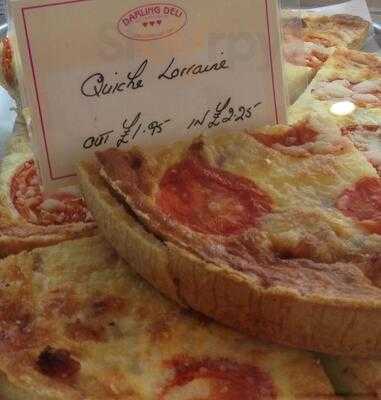 DARLING DELI
Quiche Lorraine
OUT £1.95 IN £2.25